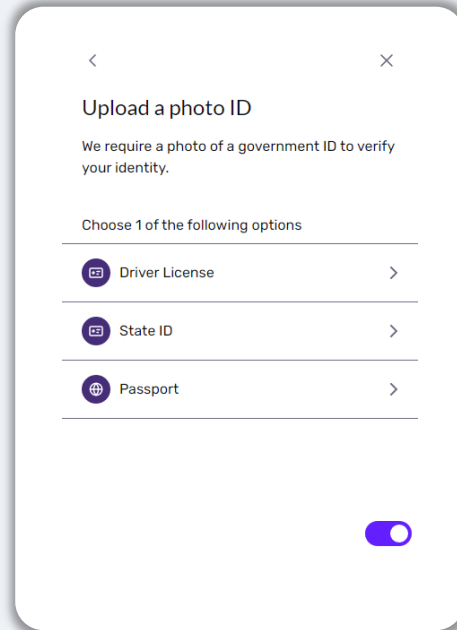 Upload a photo ID
We require a photo of a government ID to verify
your identity.
Choose 1 of the following options
Driver License
State ID
Passport